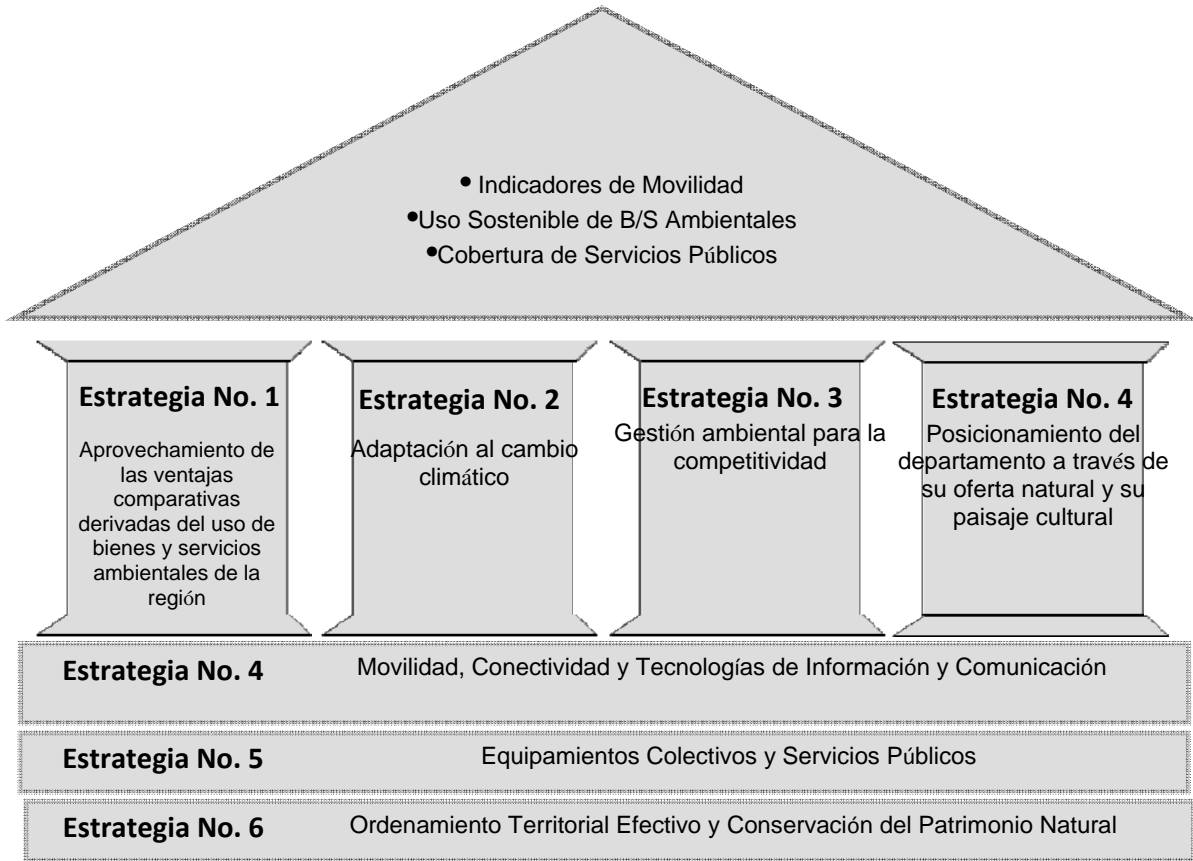 • Indicadores de Movilidad
•Uso Sostenible de B/S Ambientales
•Cobertura de Servicios Públicos
Estrategia No. 1
Aprovechamiento de
las ventajas
comparativas
derivadas del uso de
bienes y servicios
ambientales de la
región
Estrategia No. 2
Adaptación al cambio
climático
Estrategia No. 3
Gestión ambiental para la
competitividad
Estrategia No. 4
Posicionamiento del
departamento a través de
su oferta natural y su
paisaje cultural
Estrategia No. 4 Movilidad, Conectividad y Tecnologías de Información y Comunicación
Estrategia No. 5 Equipamientos Colectivos y Servicios Públicos
Estrategia No. 6 Ordenamiento Territorial Efectivo y Conservación del Patrimonio Natural